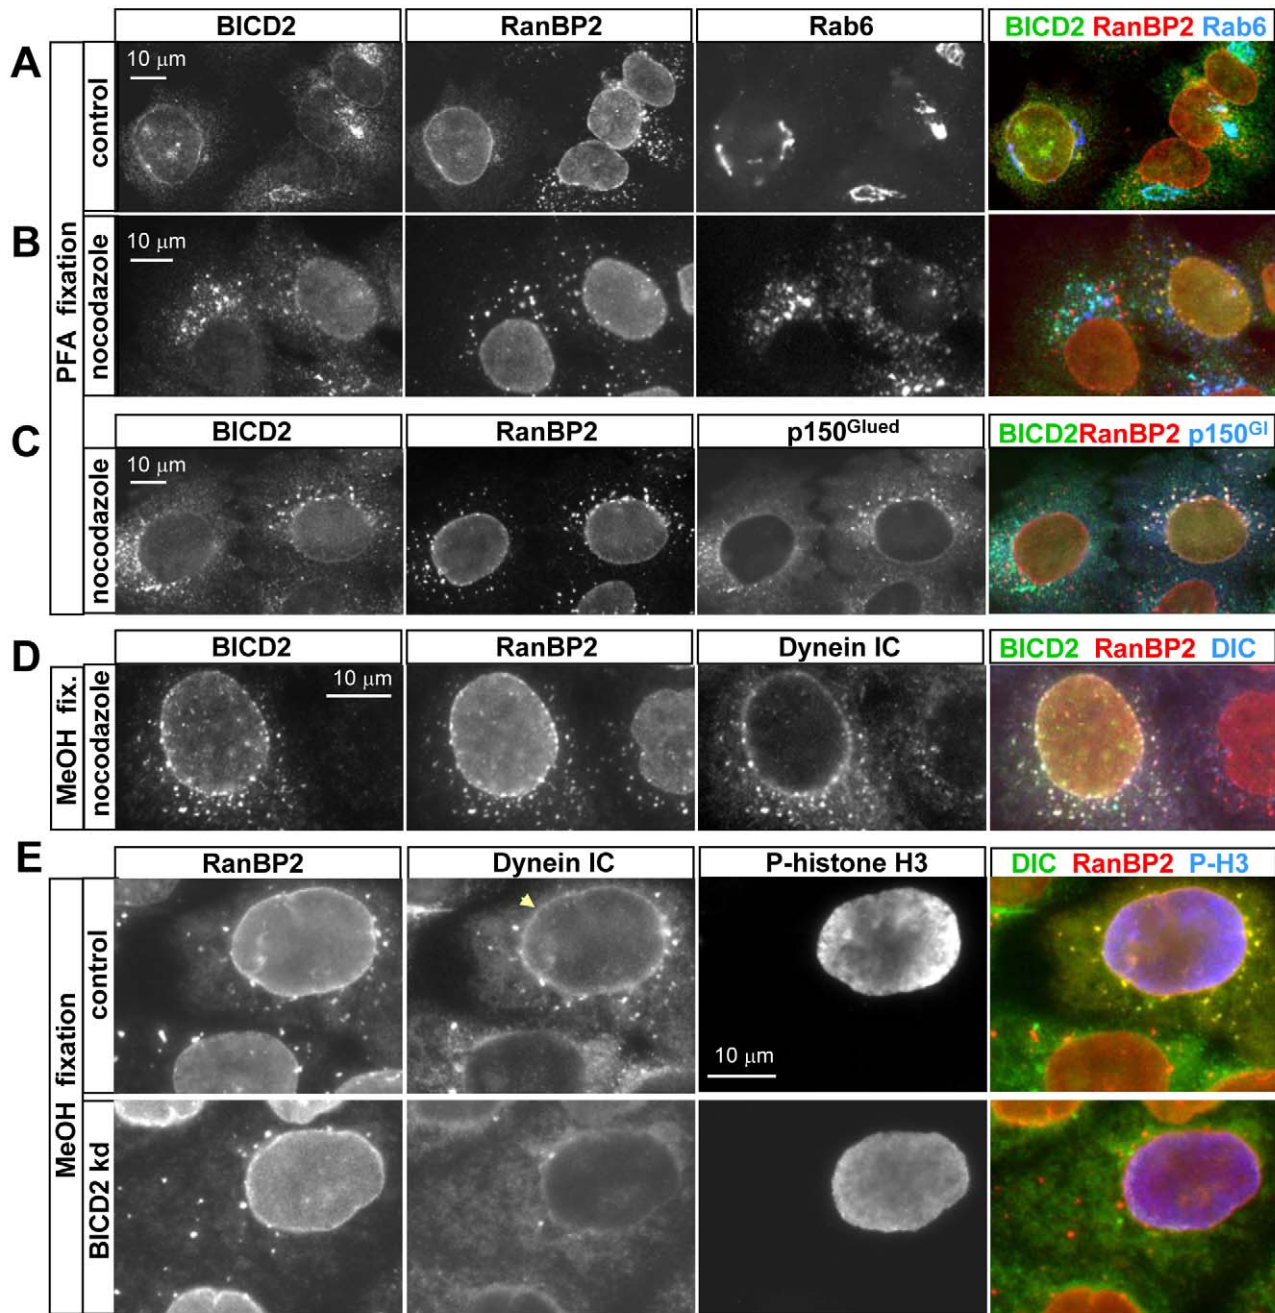 BICD2 RanBP2 Rab6 BICD2 RanBP2 Rab6
A
10 μm
control
B
10 μm
nocodazole
PFA fixation
C
BICD2 RanBP2 p150Glued BICD2RanBP2 p150Gl
10 μm
nocodazole
D
BICD2 RanBP2 Dynein IC BICD2 RanBP2 DIC
10 μm
MeOH fix.
nocodazole
E
RanBP2 Dynein IC P-histone H3 DIC RanBP2 P-H3
control
10 μm
MeOH fixation
BICD2 kd